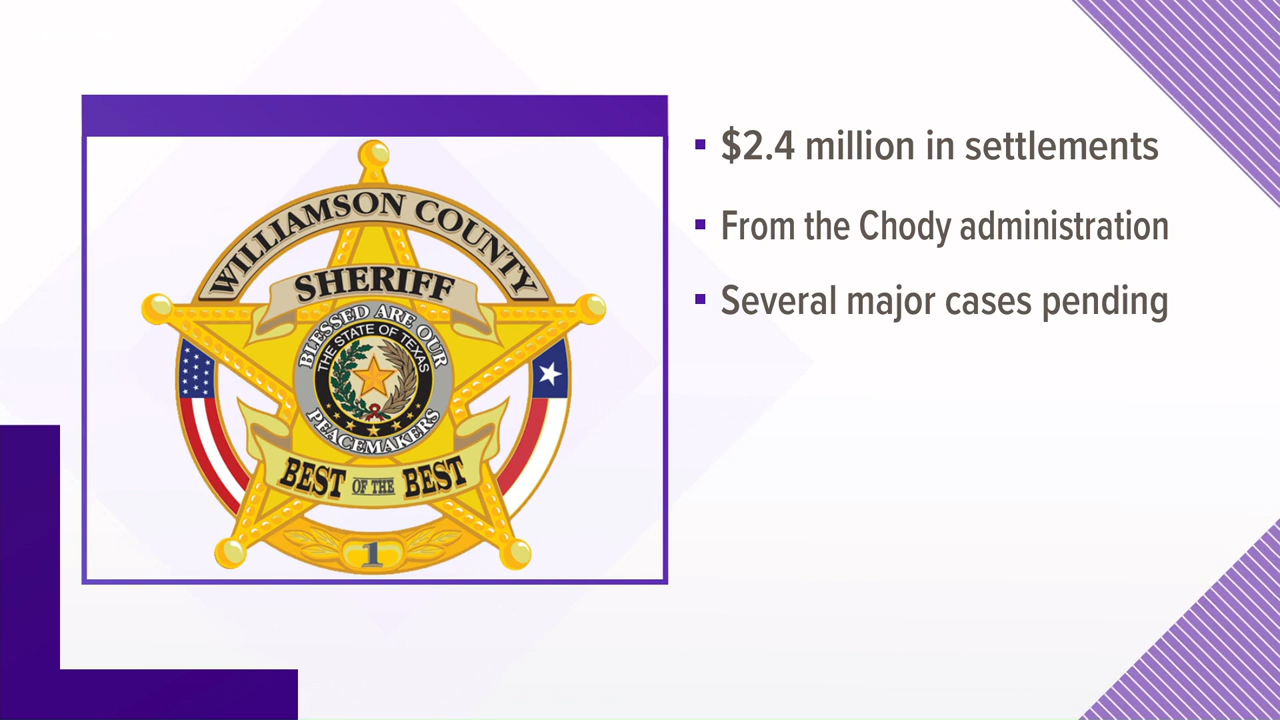 WILLIAMSON COUNTY
SHERIFF
BLESSED ARE OUR
THE STATE OF TEXAS
PEACEMAKERS
BEST OF THE BEST
1
$2.4 million in settlements
From the Chody administration
Several major cases pending